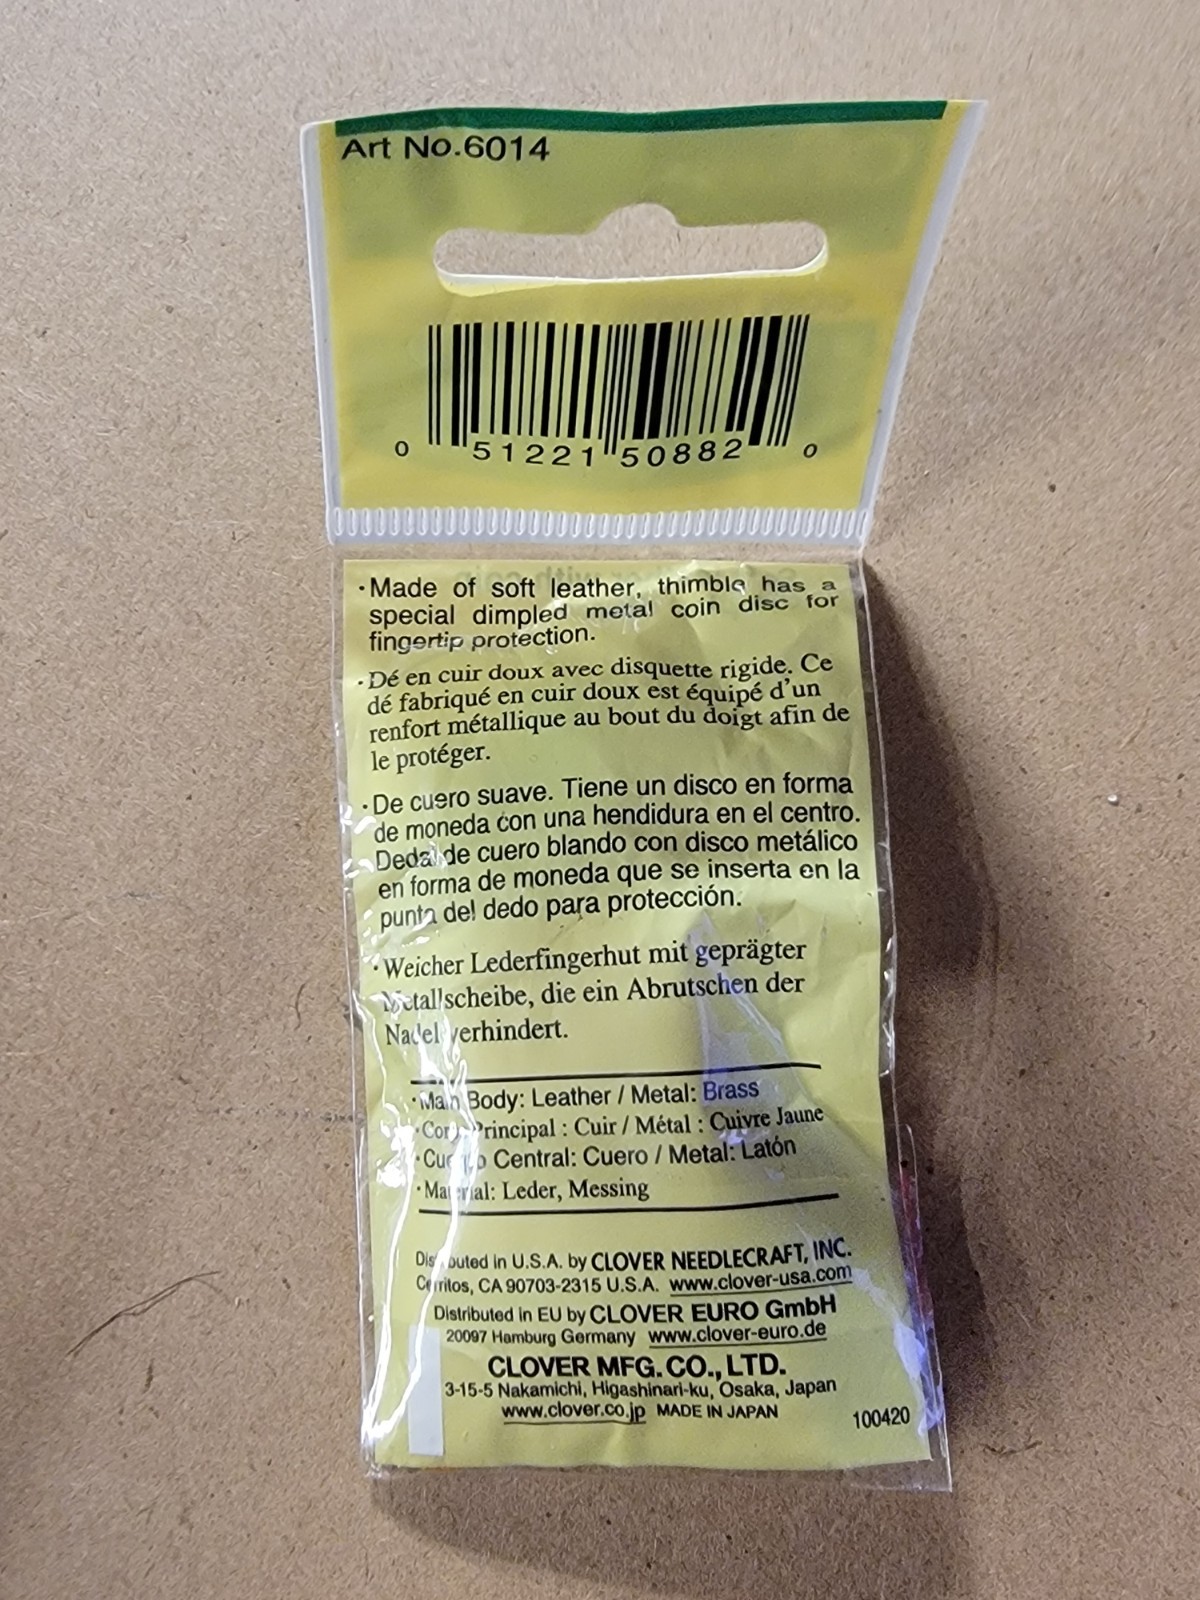 Art No.6014
0 51221 50882 0
·Made of soft leather, thimble has a
special dimpled metal coin disc for
fingertip protection.
·Dé en cuir doux avec disquette rigide. Ce
dé fabriqué en cuir doux est équipé d'un
renfort métallique au bout du doigt afin de
le protéger.
·De cuero suave. Tiene un disco en forma
de moneda con una hendidura en el centro.
Dedal de cuero blando con disco metálico
en forma de moneda que se inserta en la
punta del dedo para protección.
·Weicher Lederfingerhut mit geprägter
Metallscheibe, die ein Abrutschen der
Nadel verhindert.
·Main Body: Leather / Metal: Brass
·Corps Principal : Cuir / Métal : Cuivre Jaune
·Cuerpo Central: Cuero / Metal: Latón
·Material: Leder, Messing
Distributed in U.S.A. by CLOVER NEEDLECRAFT, INC.
Cerritos, CA 90703-2315 U.S.A. www.clover-usa.com
Distributed in EU by CLOVER EURO GmbH
20097 Hamburg Germany www.clover-euro.de
CLOVER MFG. CO., LTD.
3-15-5 Nakamichi, Higashinari-ku, Osaka, Japan
www.clover.co.jp MADE IN JAPAN
100420